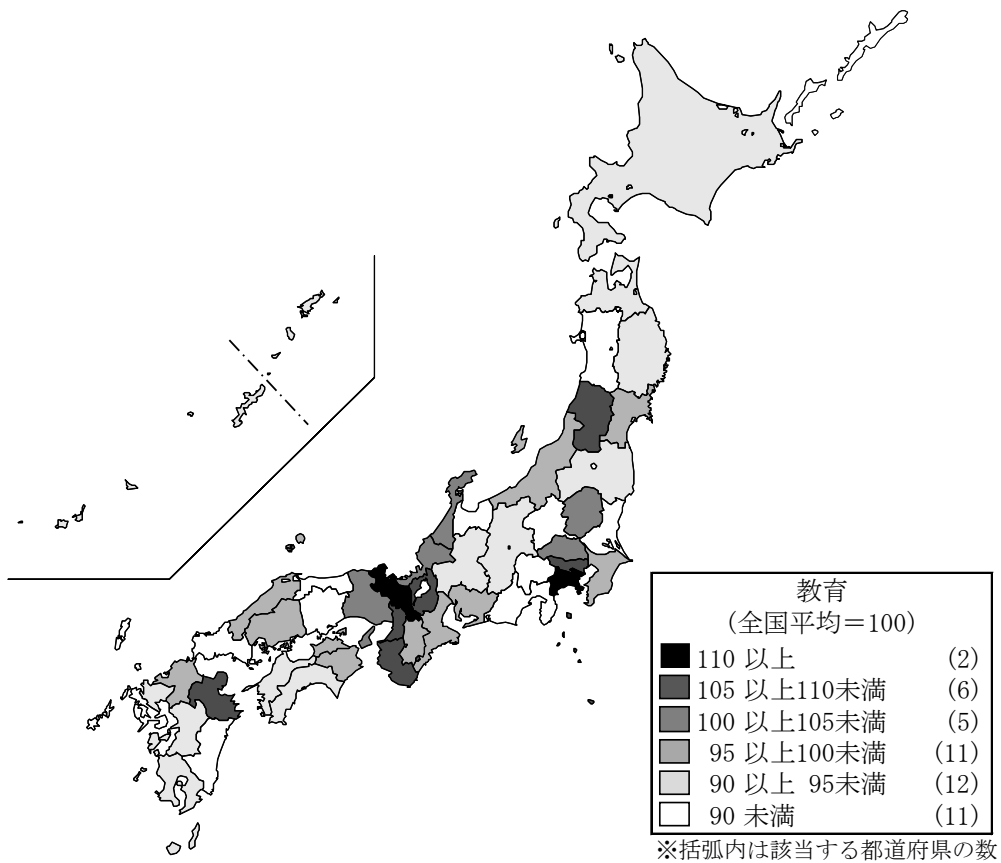 教育
(全国平均=100)
110 以上 (2)
105 以上110未満 (6)
100 以上105未満 (5)
95 以上100未満 (11)
90 以上 95未満 (12)
90 未満 (11)
※括弧内は該当する都道府県の数